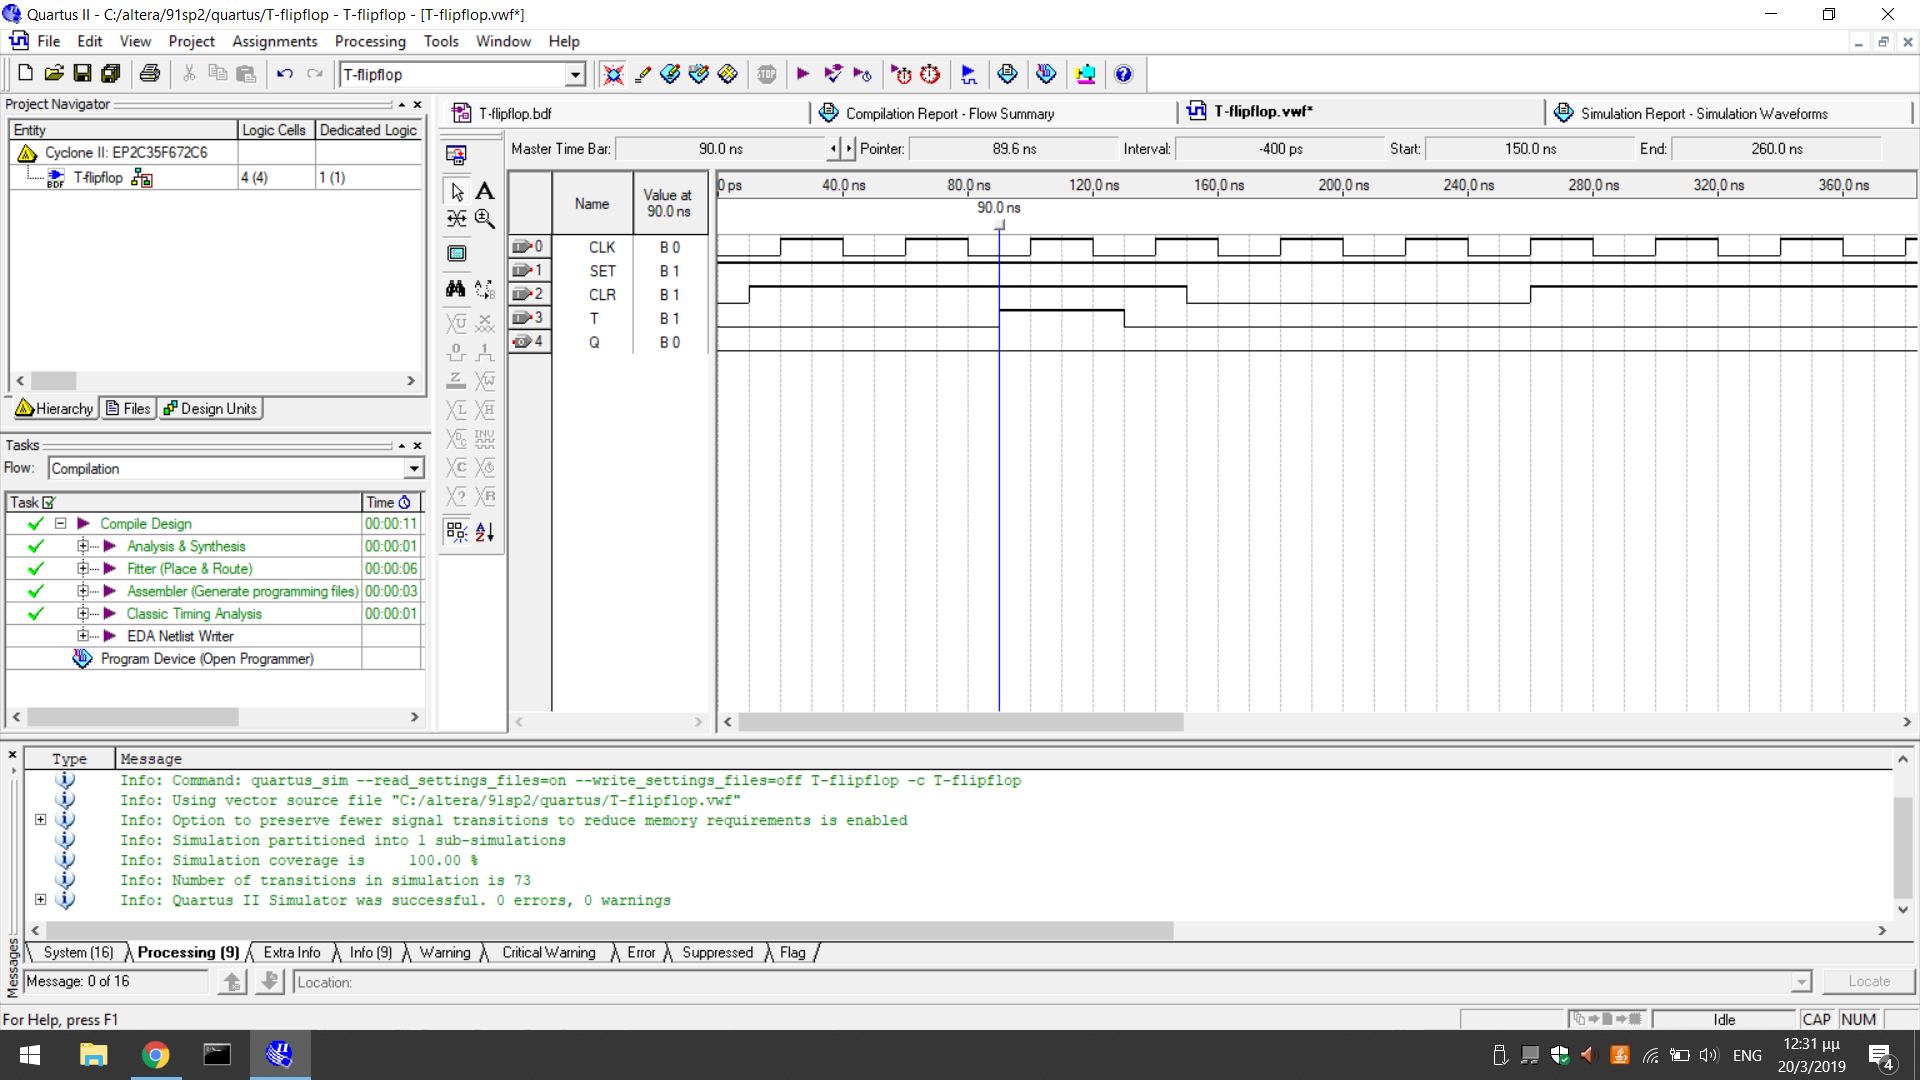 Quartus II - C:/altera/91sp2/quartus/T-flipflop - T-flipflop - [T-flipflop.vwf*]
File Edit View Project Assignments Processing Tools Window Help
T-flipflop
STOP
Project Navigator
Entity Logic Cells Dedicated Logic
Cyclone II: EP2C35F672C6
BDF T-flipflop 4 (4) 1 (1)
Hierarchy Files Design Units
Tasks
Flow: Compilation
Task Time
Compile Design 00:00:11
Analysis & Synthesis 00:00:01
Fitter (Place & Route) 00:00:06
Assembler (Generate programming files) 00:00:03
Classic Timing Analysis 00:00:01
EDA Netlist Writer
Program Device (Open Programmer)
T-flipflop.bdf Compilation Report - Flow Summary T-flipflop.vwf* Simulation Report - Simulation Waveforms
Master Time Bar: 90.0 ns Pointer: 89.6 ns Interval: -400 ps Start: 150.0 ns End: 260.0 ns
Name Value at 90.0 ns
0 ps 40.0 ns 80.0 ns 120.0 ns 160.0 ns 200.0 ns 240.0 ns 280.0 ns 320.0 ns 360.0 ns
90.0 ns
0 CLK B 0
1 SET B 1
2 CLR B 1
3 T B 1
4 Q B 0
Type Message
Info: Command: quartus_sim --read_settings_files=on --write_settings_files=off T-flipflop -c T-flipflop
Info: Using vector source file "C:/altera/91sp2/quartus/T-flipflop.vwf"
Info: Option to preserve fewer signal transitions to reduce memory requirements is enabled
Info: Simulation partitioned into 1 sub-simulations
Info: Simulation coverage is 100.00 %
Info: Number of transitions in simulation is 73
Info: Quartus II Simulator was successful. 0 errors, 0 warnings
System (16) Processing (9) Extra Info Info (9) Warning Critical Warning Error Suppressed Flag
Messages
Message: 0 of 16 Location: Locate
For Help, press F1 Idle CAP NUM
ENG 12:31 μμ
20/3/2019
4